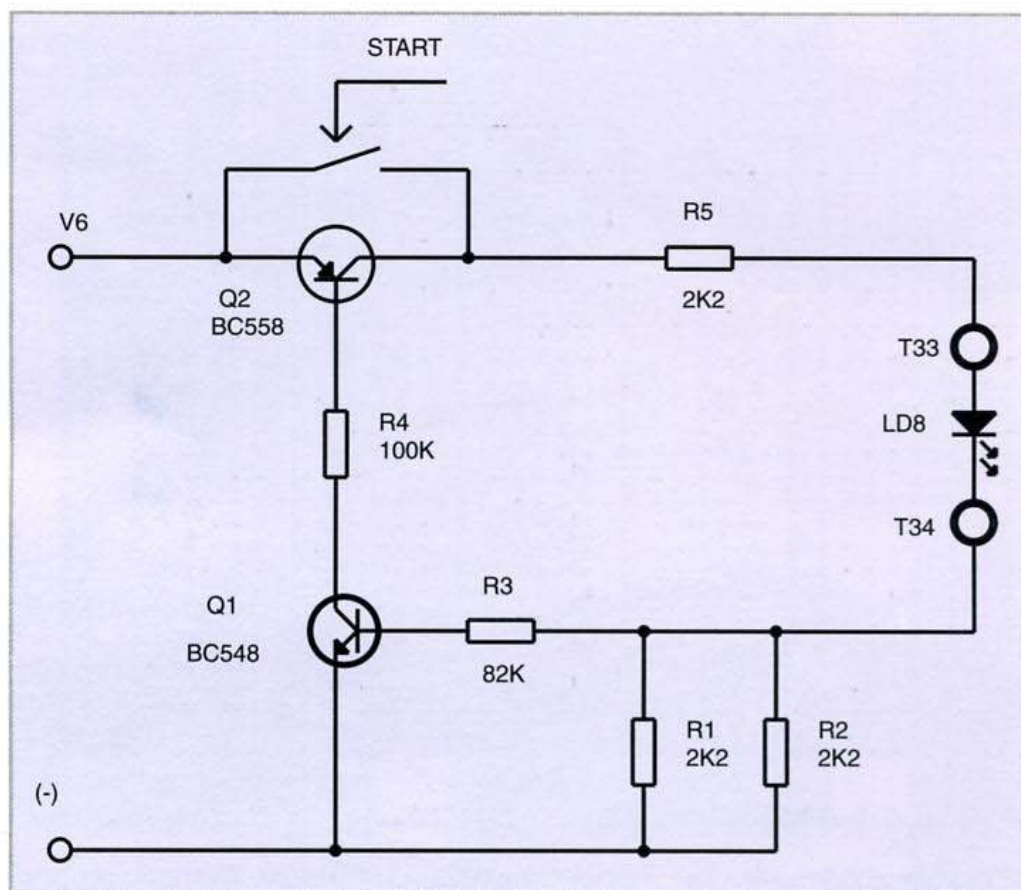 START
V6
R5
Q2
BC558
2K2
T33
R4
100K
LD8
T34
R3
Q1
BC548
82K
R1
2K2
R2
2K2
(-)